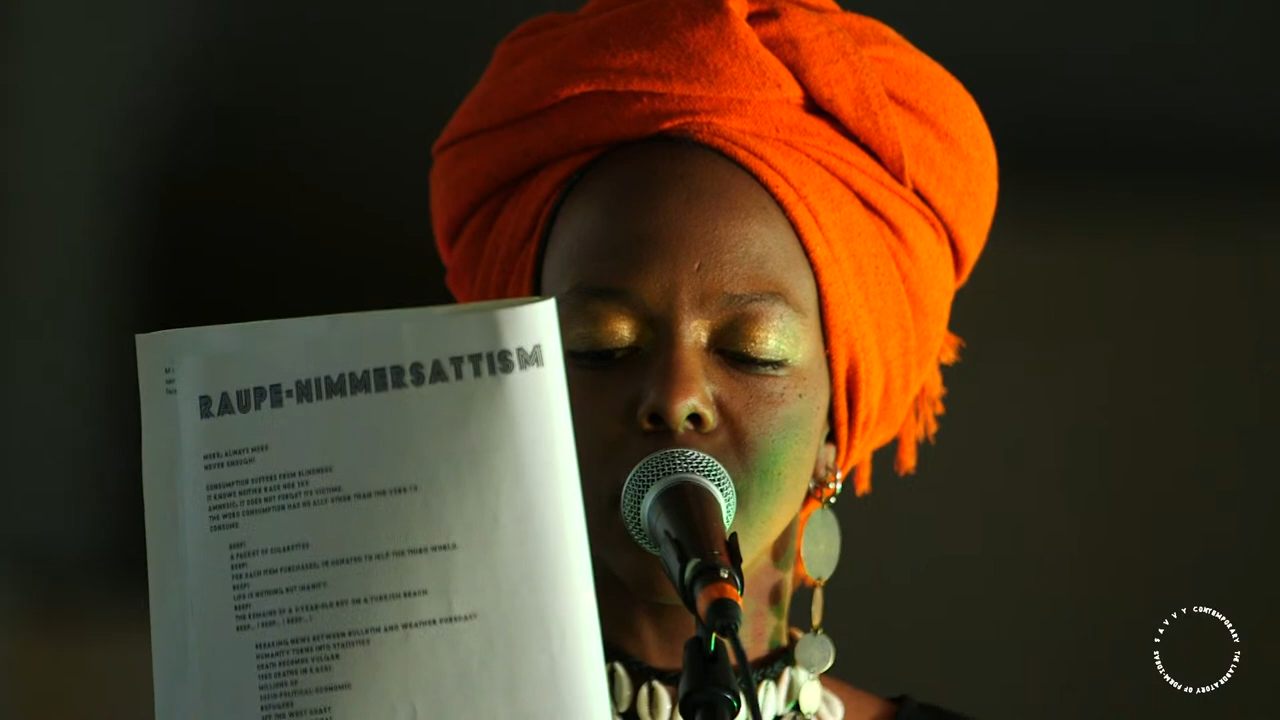 RAUPE-NIMMERSATTISM
MORE; ALWAYS MORE
NEVER ENOUGH!
CONSUMPTION SUFFERS FROM BLINDNESS
IT KNOWS NEITHER RACE NOR SEX
AMNESIC; IT DOES NOT FORGET ITS VICTIMS.
THE WORD CONSUMPTION HAS NO ALLY OTHER THAN THE VERB TO
CONSUME
BEEP!
A PACKET OF CIGARETTES
BEEP!
FOR EACH ITEM PURCHASED, 1€ DONATED TO HELP THE THIRD WORLD.
BEEP!
LIFE IS NOTHING BUT INANITY.
BEEP!
THE REMAINS OF A 3-YEAR-OLD BOY ON A TURKISH BEACH
BEEP... ! BEEP... ! BEEP... !
BREAKING NEWS BETWEEN BULLETIN AND WEATHER FORECAST
HUMANITY TURNS INTO STATISTICS
DEATH BECOMES VULGAR
DEATHS IN
MILLIONS OF
SOCIO-POLITICAL-ECONOMIC
REFUGEES
OFF THE WEST COAST
SAVVY CONTEMPORARY THE LABORATORY OF FORM-IDEAS